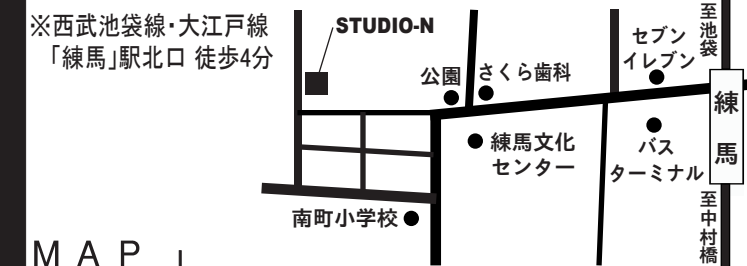 ※西武池袋線・大江戸線
「練馬」駅北口 徒歩4分
STUDIO-N
公園
さくら歯科
セブン
イレブン
至池袋
練馬
練馬文化
センター
バス
ターミナル
南町小学校
至中村橋
MAP